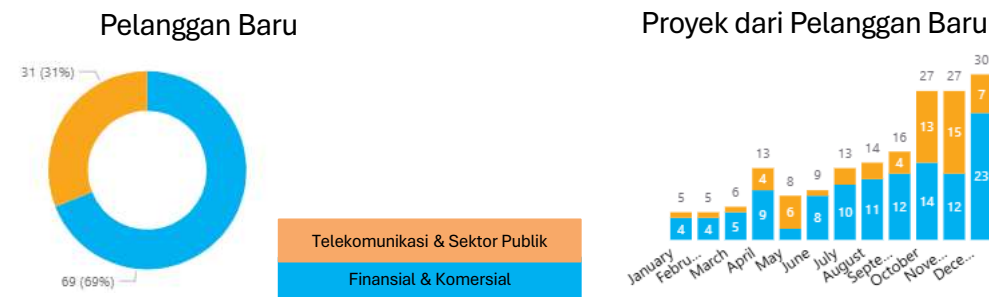 Pelanggan Baru
31 (31%)
69 (69%)
Telekomunikasi & Sektor Publik
Finansial & Komersial
Proyek dari Pelanggan Baru
5 5 6 13 8 9 13 14 16 27 27 30
4 6 4 13 15 7
4 4 5 9 8 10 11 12 14 12 23
January Febru... March April May June July August Septe... October Nove... Dece...